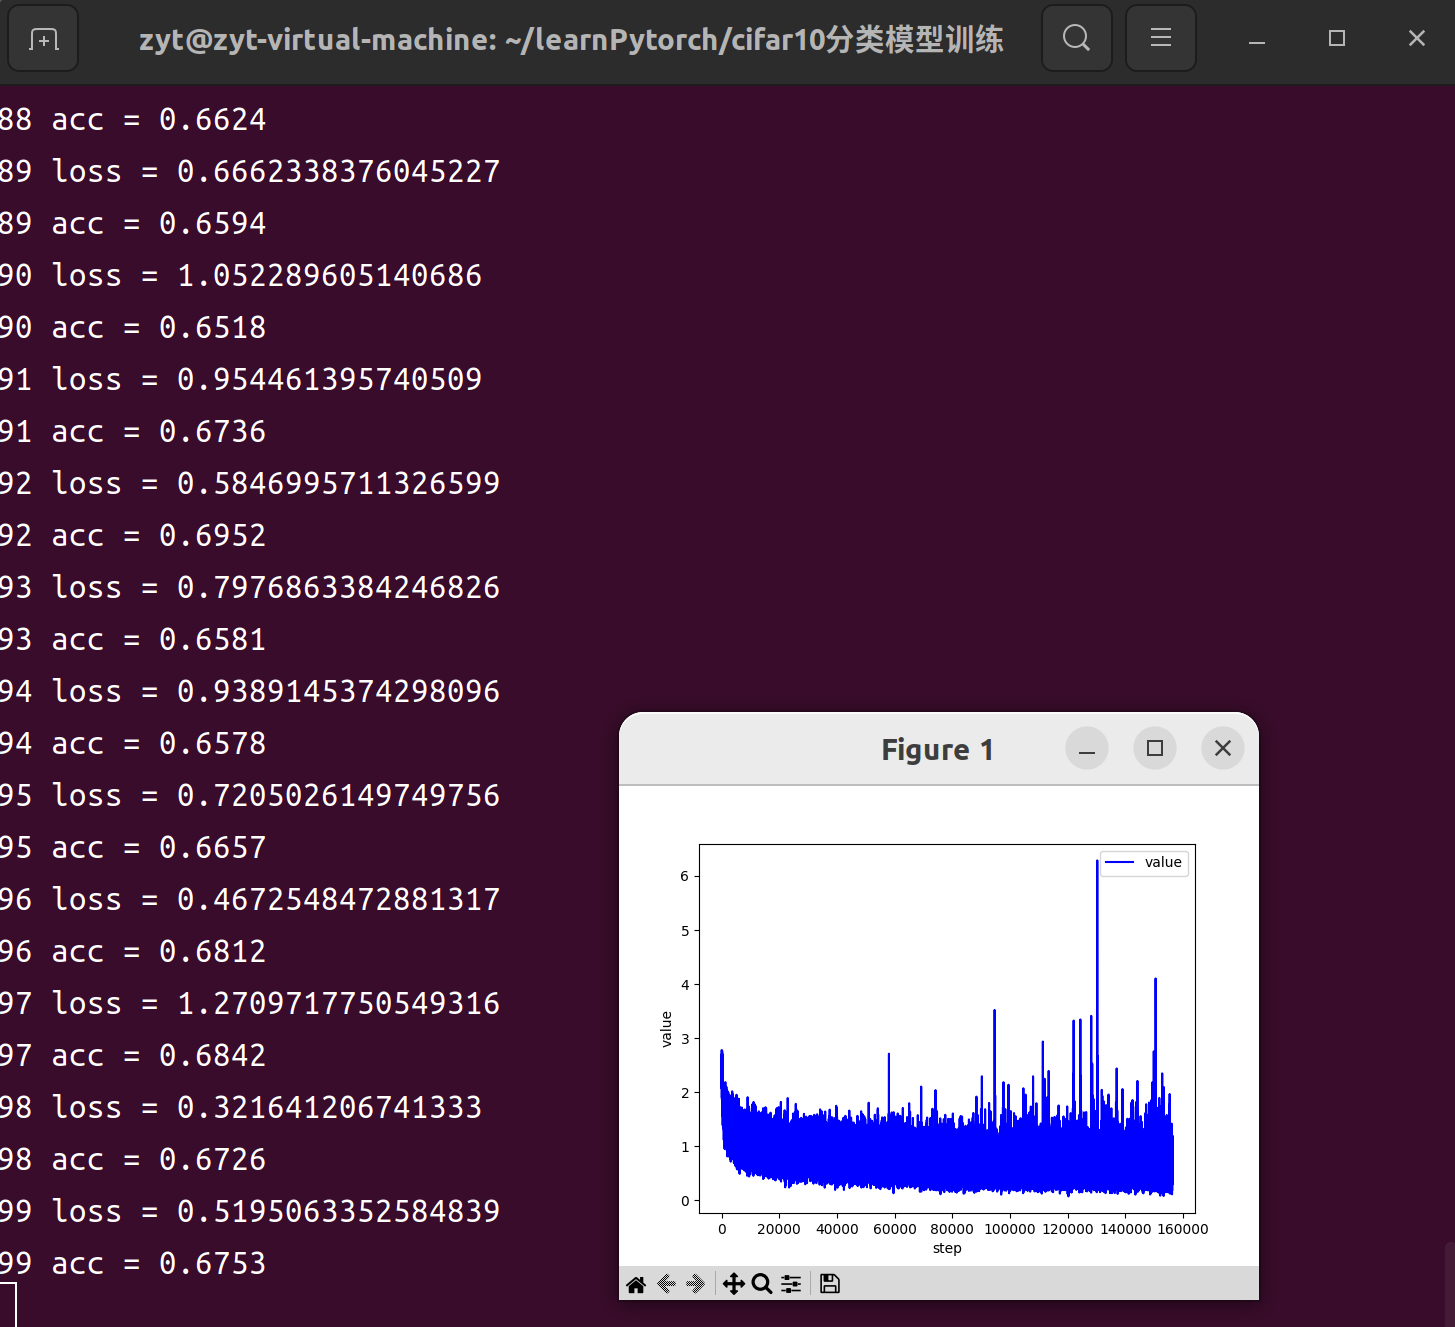 zyt@zyt-virtual-machine: ~/learnPytorch/cifar10分类模型训练
88 acc = 0.6624
89 loss = 0.6662338376045227
89 acc = 0.6594
90 loss = 1.052289605140686
90 acc = 0.6518
91 loss = 0.954461395740509
91 acc = 0.6736
92 loss = 0.5846995711326599
92 acc = 0.6952
93 loss = 0.7976863384246826
93 acc = 0.6581
94 loss = 0.9389145374298096
94 acc = 0.6578
95 loss = 0.7205026149749756
95 acc = 0.6657
96 loss = 0.4672548472881317
96 acc = 0.6812
97 loss = 1.2709717750549316
97 acc = 0.6842
98 loss = 0.321641206741333
98 acc = 0.6726
99 loss = 0.5195063352584839
99 acc = 0.6753
Figure 1
value
6
5
4
3
2
1
0
value
0 20000 40000 60000 80000 100000 120000 140000 160000
step